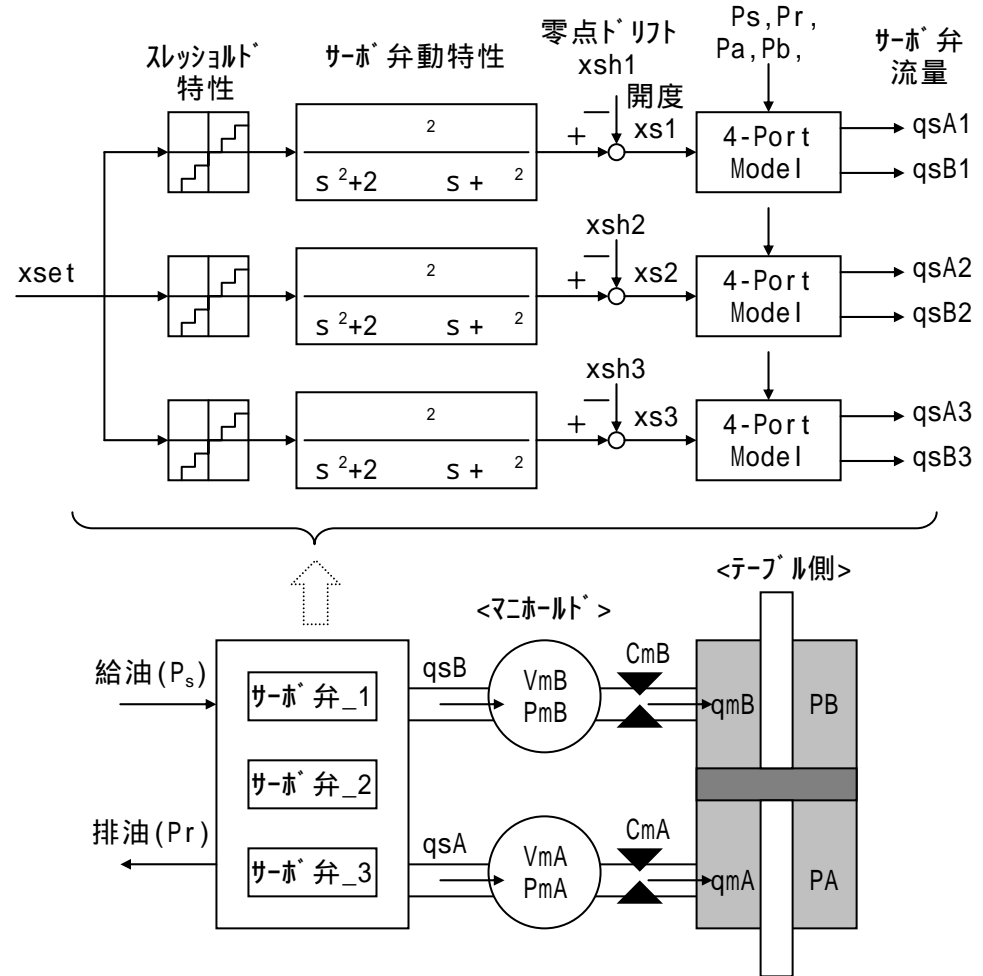 スレッショルド
特性
サーボ弁動特性
零点ドリフト
xsh1
開度
Ps,Pr,
Pa,Pb,
サーボ弁
流量
2
s 2+2 s + 2
+
−
xs1
4-Port
Model
qsA1
qsB1
xset
2
s 2+2 s + 2
xsh2
+
−
xs2
4-Port
Model
qsA2
qsB2
2
s 2+2 s + 2
xsh3
+
−
xs3
4-Port
Model
qsA3
qsB3
給油(Ps)
排油(Pr)
サーボ弁_1
サーボ弁_2
サーボ弁_3
<マニホールド>
<テーブル側>
qsB
VmB
PmB
CmB
qmB
PB
qsA
VmA
PmA
CmA
qmA
PA